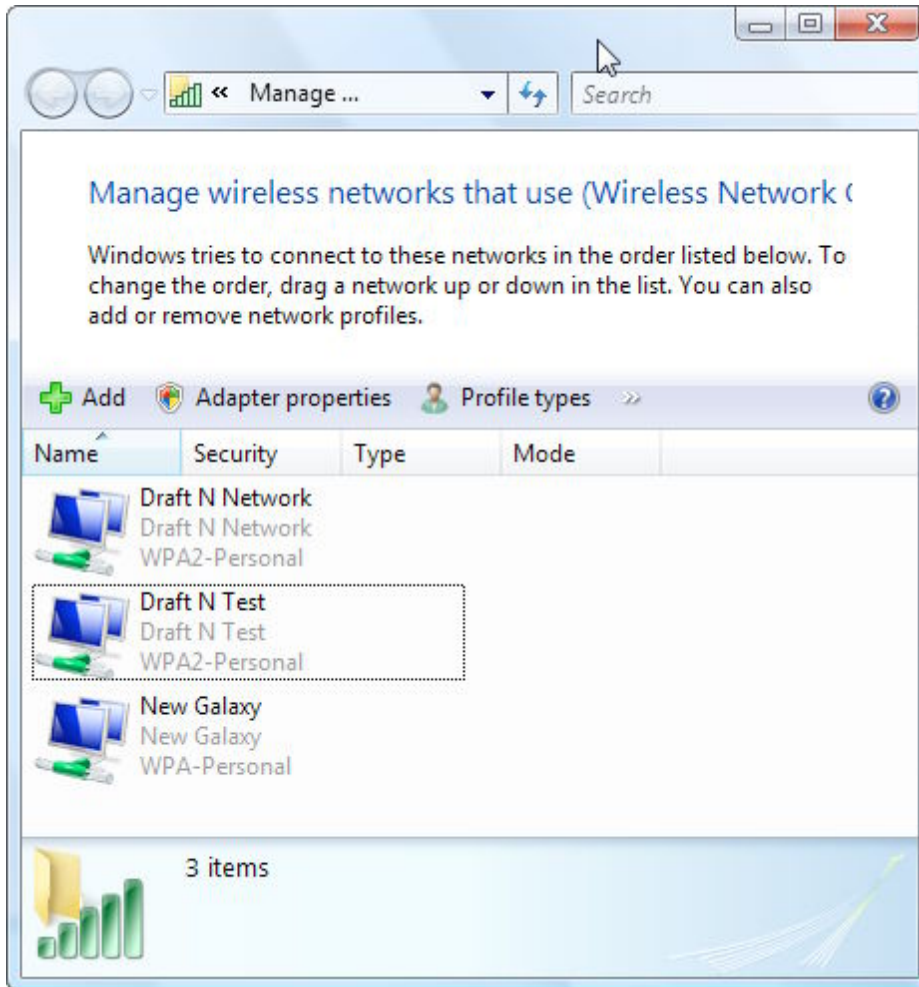 « Manage ...
Search
Manage wireless networks that use (Wireless Network
Windows tries to connect to these networks in the order listed below. To
change the order, drag a network up or down in the list. You can also
add or remove network profiles.
Add Adapter properties Profile types »
Name Security Type Mode
Draft N Network
Draft N Network
WPA2-Personal
Draft N Test
Draft N Test
WPA2-Personal
New Galaxy
New Galaxy
WPA-Personal
3 items